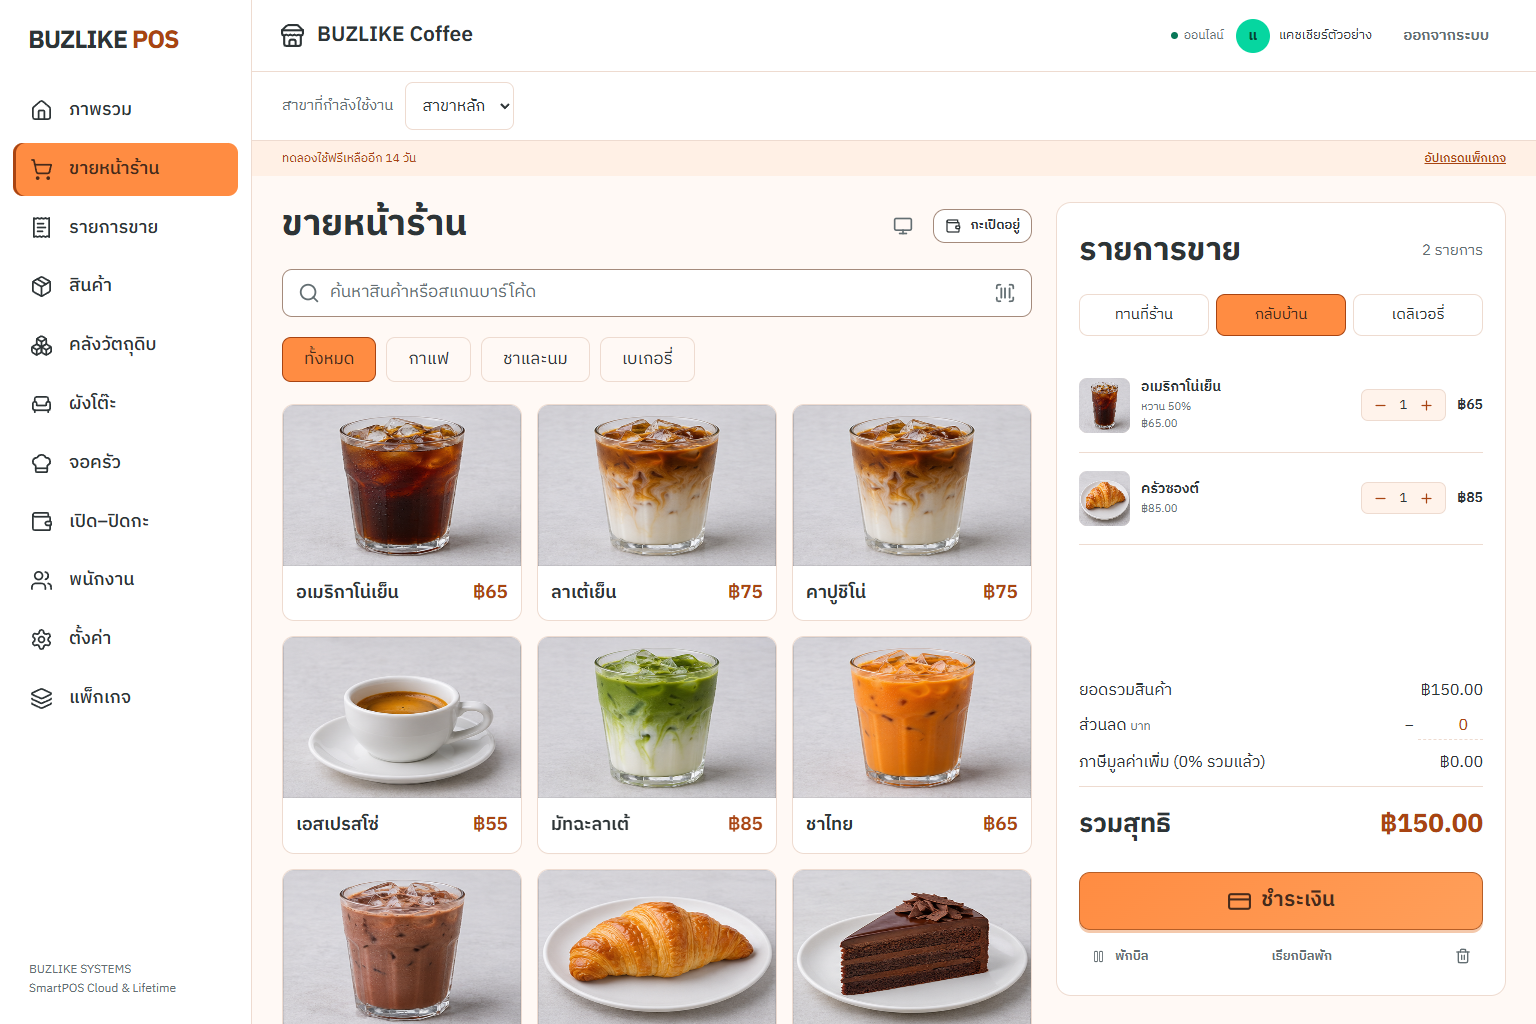 BUZLIKE POS
ภาพรวม
ขายหน้าร้าน
รายการขาย
สินค้า
คลังวัตถุดิบ
ผังโต๊ะ
จอครัว
เปิด–ปิดกะ
พนักงาน
ตั้งค่า
แพ็กเกจ
BUZLIKE SYSTEMS
SmartPOS Cloud & Lifetime
BUZLIKE Coffee
ออนไลน์
แ
แคชเชียร์ตัวอย่าง
ออกจากระบบ
สาขาที่กำลังใช้งาน
สาขาหลัก
ทดลองใช้ฟรีเหลืออีก 14 วัน
อัปเกรดแพ็กเกจ
ขายหน้าร้าน
กะเปิดอยู่
ค้นหาสินค้าหรือสแกนบาร์โค้ด
ทั้งหมด
กาแฟ
ชาและนม
เบเกอรี่
อเมริกาโน่เย็น ฿65
ลาเต้เย็น ฿75
คาปูชิโน่ ฿75
เอสเปรสโซ่ ฿55
มัทฉะลาเต้ ฿85
ชาไทย ฿65
รายการขาย
2 รายการ
ทานที่ร้าน
กลับบ้าน
เดลิเวอรี่
อเมริกาโน่เย็น
หวาน 50%
฿65.00
− 1 + ฿65
ครัวซองต์
฿85.00
− 1 + ฿85
ยอดรวมสินค้า ฿150.00
ส่วนลด บาท − 0
ภาษีมูลค่าเพิ่ม (0% รวมแล้ว) ฿0.00
รวมสุทธิ ฿150.00
ชำระเงิน
พักบิล
เรียกบิลพัก